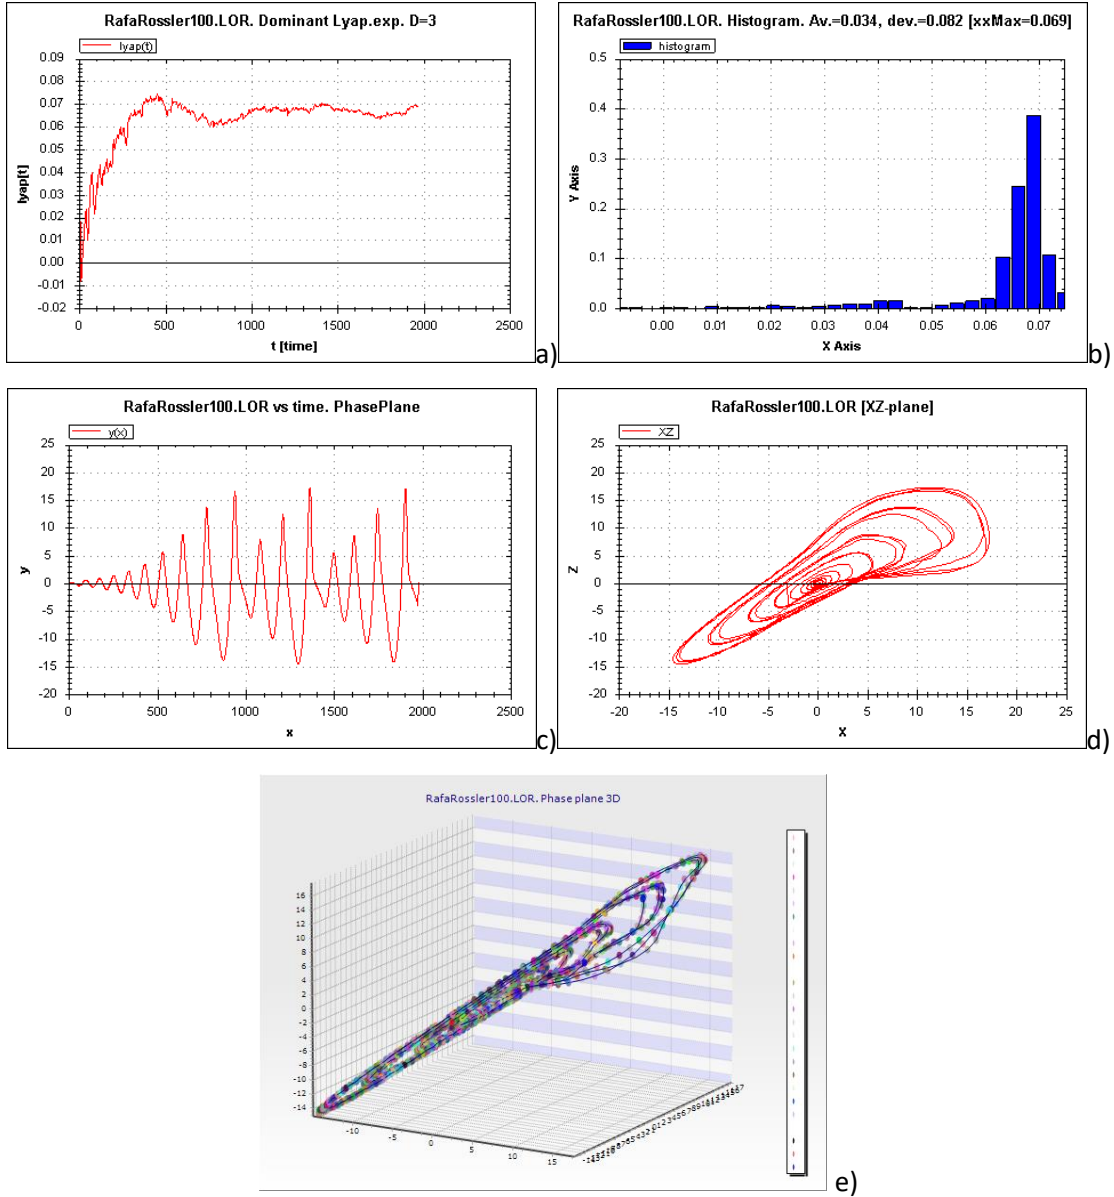 RafaRossler100.LOR. Dominant Lyap.exp. D=3
lyap(t)
0.09
0.08
0.07
0.06
0.05
0.04
0.03
0.02
0.01
0.00
-0.01
-0.02
lyap[t]
0 500 1000 1500 2000 2500
t [time]
a)
RafaRossler100.LOR. Histogram. Av.=0.034, dev.=0.082 [xxMax=0.069]
histogram
0.5
0.4
0.3
0.2
0.1
0.0
Y Axis
0.00 0.01 0.02 0.03 0.04 0.05 0.06 0.07
X Axis
b)
RafaRossler100.LOR vs time. PhasePlane
y(x)
25
20
15
10
5
0
-5
-10
-15
-20
y
0 500 1000 1500 2000 2500
x
c)
RafaRossler100.LOR [XZ-plane]
XZ
25
20
15
10
5
0
-5
-10
-15
-20
Z
-20 -15 -10 -5 0 5 10 15 20 25
X
d)
RafaRossler100.LOR. Phase plane 3D
16
14
12
10
8
6
4
2
0
-2
-4
-6
-8
-10
-12
-14
-10 -5 0 5 10 15
e)